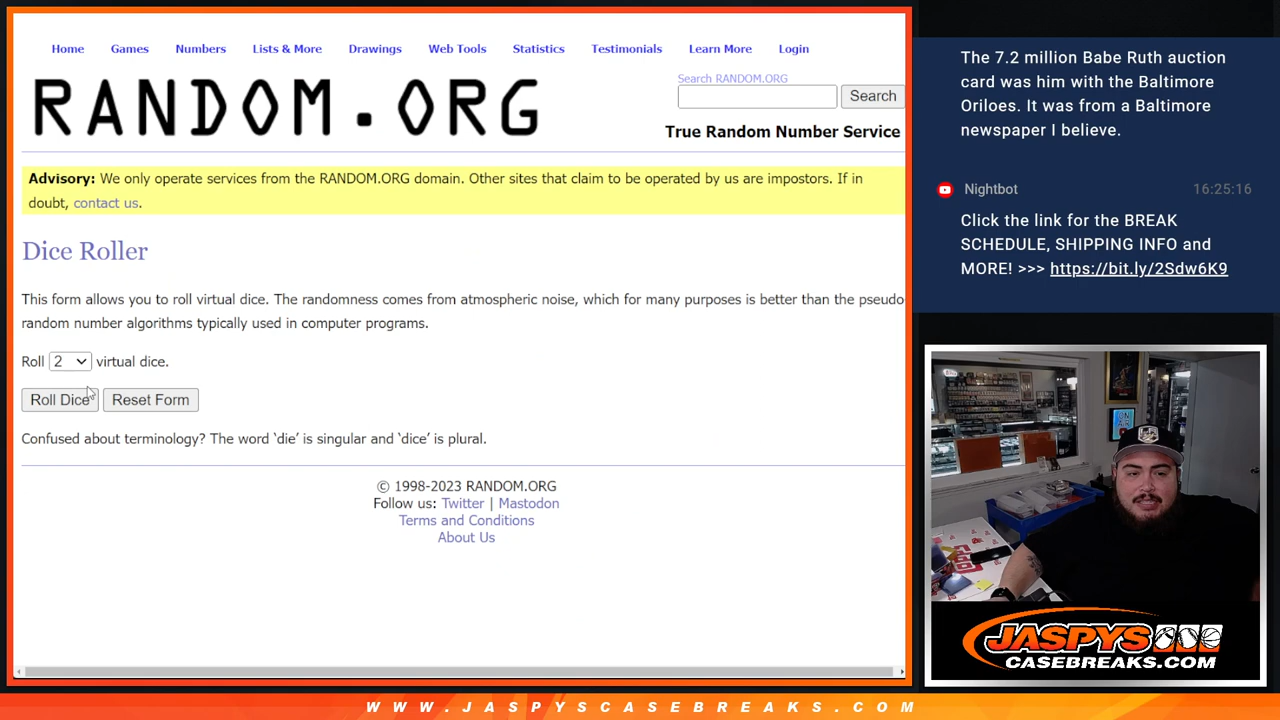 Home Games Numbers Lists & More Drawings Web Tools Statistics Testimonials Learn More Login
RANDOM.ORG
Search RANDOM.ORG
Search
True Random Number Service
Advisory: We only operate services from the RANDOM.ORG domain. Other sites that claim to be operated by us are impostors. If in
doubt, contact us.
Dice Roller
This form allows you to roll virtual dice. The randomness comes from atmospheric noise, which for many purposes is better than the pseudo-
random number algorithms typically used in computer programs.
Roll 2 virtual dice.
Roll Dice Reset Form
Confused about terminology? The word ‘die’ is singular and ‘dice’ is plural.
© 1998-2023 RANDOM.ORG
Follow us: Twitter | Mastodon
Terms and Conditions
About Us
The 7.2 million Babe Ruth auction
card was him with the Baltimore
Oriloes. It was from a Baltimore
newspaper I believe.
Nightbot 16:25:16
Click the link for the BREAK
SCHEDULE, SHIPPING INFO and
MORE! >>> https://bit.ly/2Sdw6K9
JASPYS
CASEBREAKS.COM
WWW.JASPYSCASEBREAKS.COM